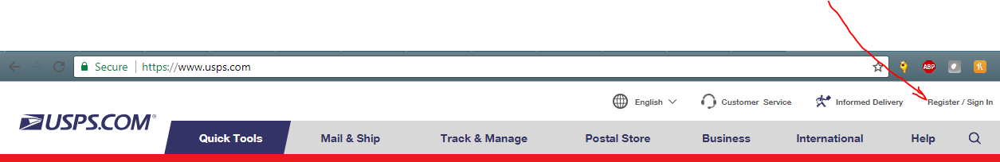 Secure https://www.usps.com ABP
English Customer Service Informed Delivery Register / Sign In
USPS.COM®
Quick Tools Mail & Ship Track & Manage Postal Store Business International Help